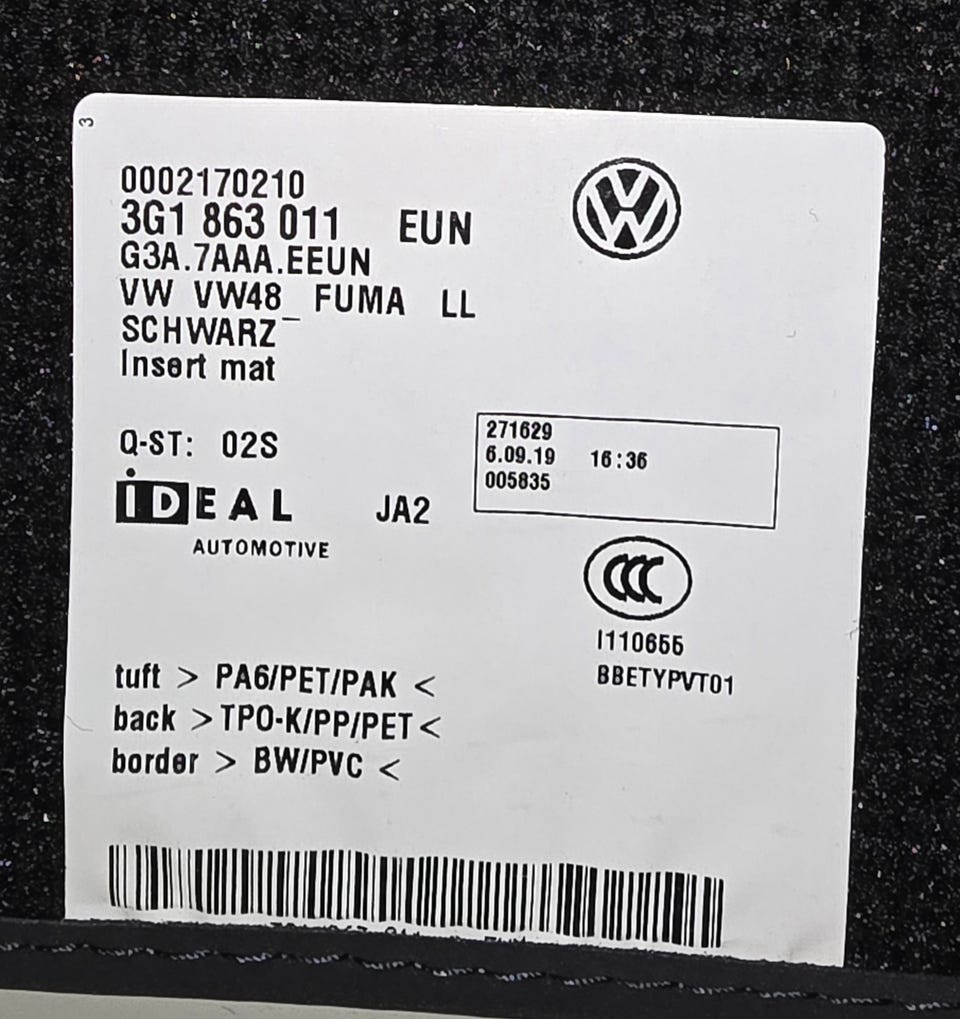 3
0002170210
3G1 863 011 EUN
G3A.7AAA.EEUN
VW VW48_ FUMA LL
SCHWARZ
Insert mat
Q-ST: 02S
271629
6.09.19 16:36
005835
iDEAL JA2
AUTOMOTIVE
CCC
I110655
BBETYPVT01
tuft > PA6/PET/PAK <
back >TPO-K/PP/PET<
border > BW/PVC <